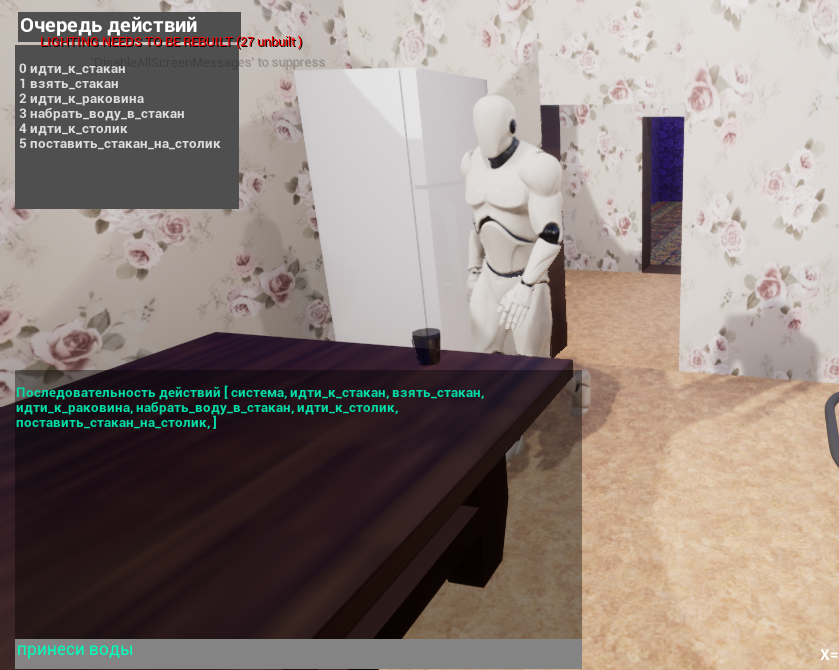 Очередь действий
LIGHTING NEEDS TO BE REBUILT (27 unbuilt)
'DisableAllScreenMessages' to suppress
0 идти_к_стакан
1 взять_стакан
2 идти_к_раковина
3 набрать_воду_в_стакан
4 идти_к_столик
5 поставить_стакан_на_столик
Последовательность действий [ система, идти_к_стакан, взять_стакан,
идти_к_раковина, набрать_воду_в_стакан, идти_к_столик,
поставить_стакан_на_столик, ]
принеси воды
X=